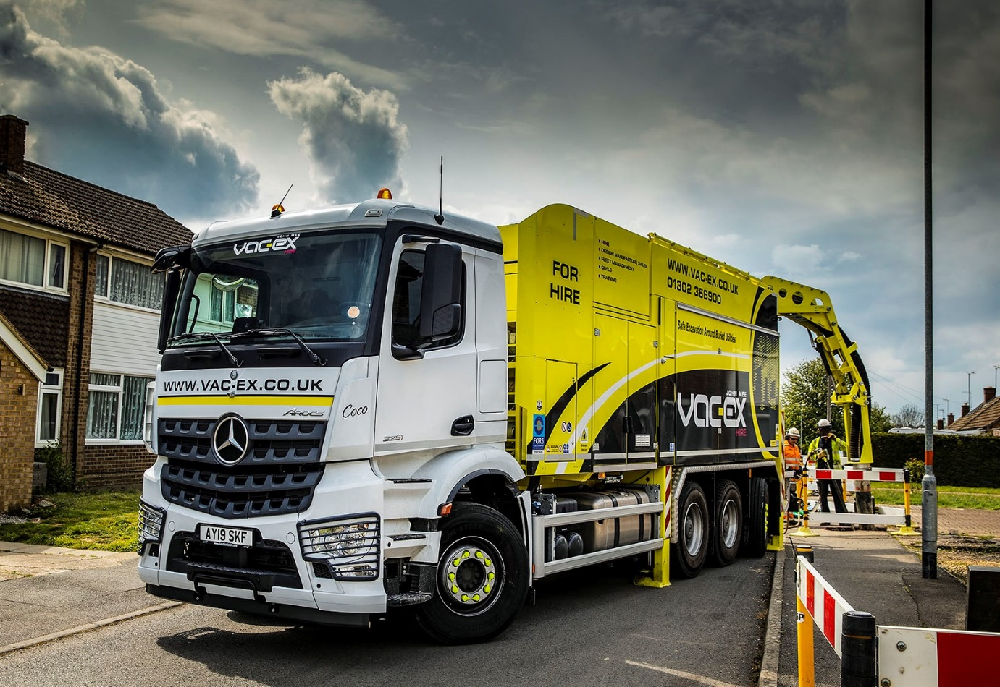 JOHN MEE
VAC-EX
HIRE
WWW.VAC-EX.CO.UK
AROCS
Coco
AY19 SKF
FOR
HIRE
HIRE
DESIGN MANUFACTURE SALES
FLEET MANAGEMENT
CIVILS
TRAINING
WWW.VAC-EX.CO.UK
01302 366900
Safe Excavation Around Buried Utilities
JOHN MEE
VAC-EX
HIRE
FORS